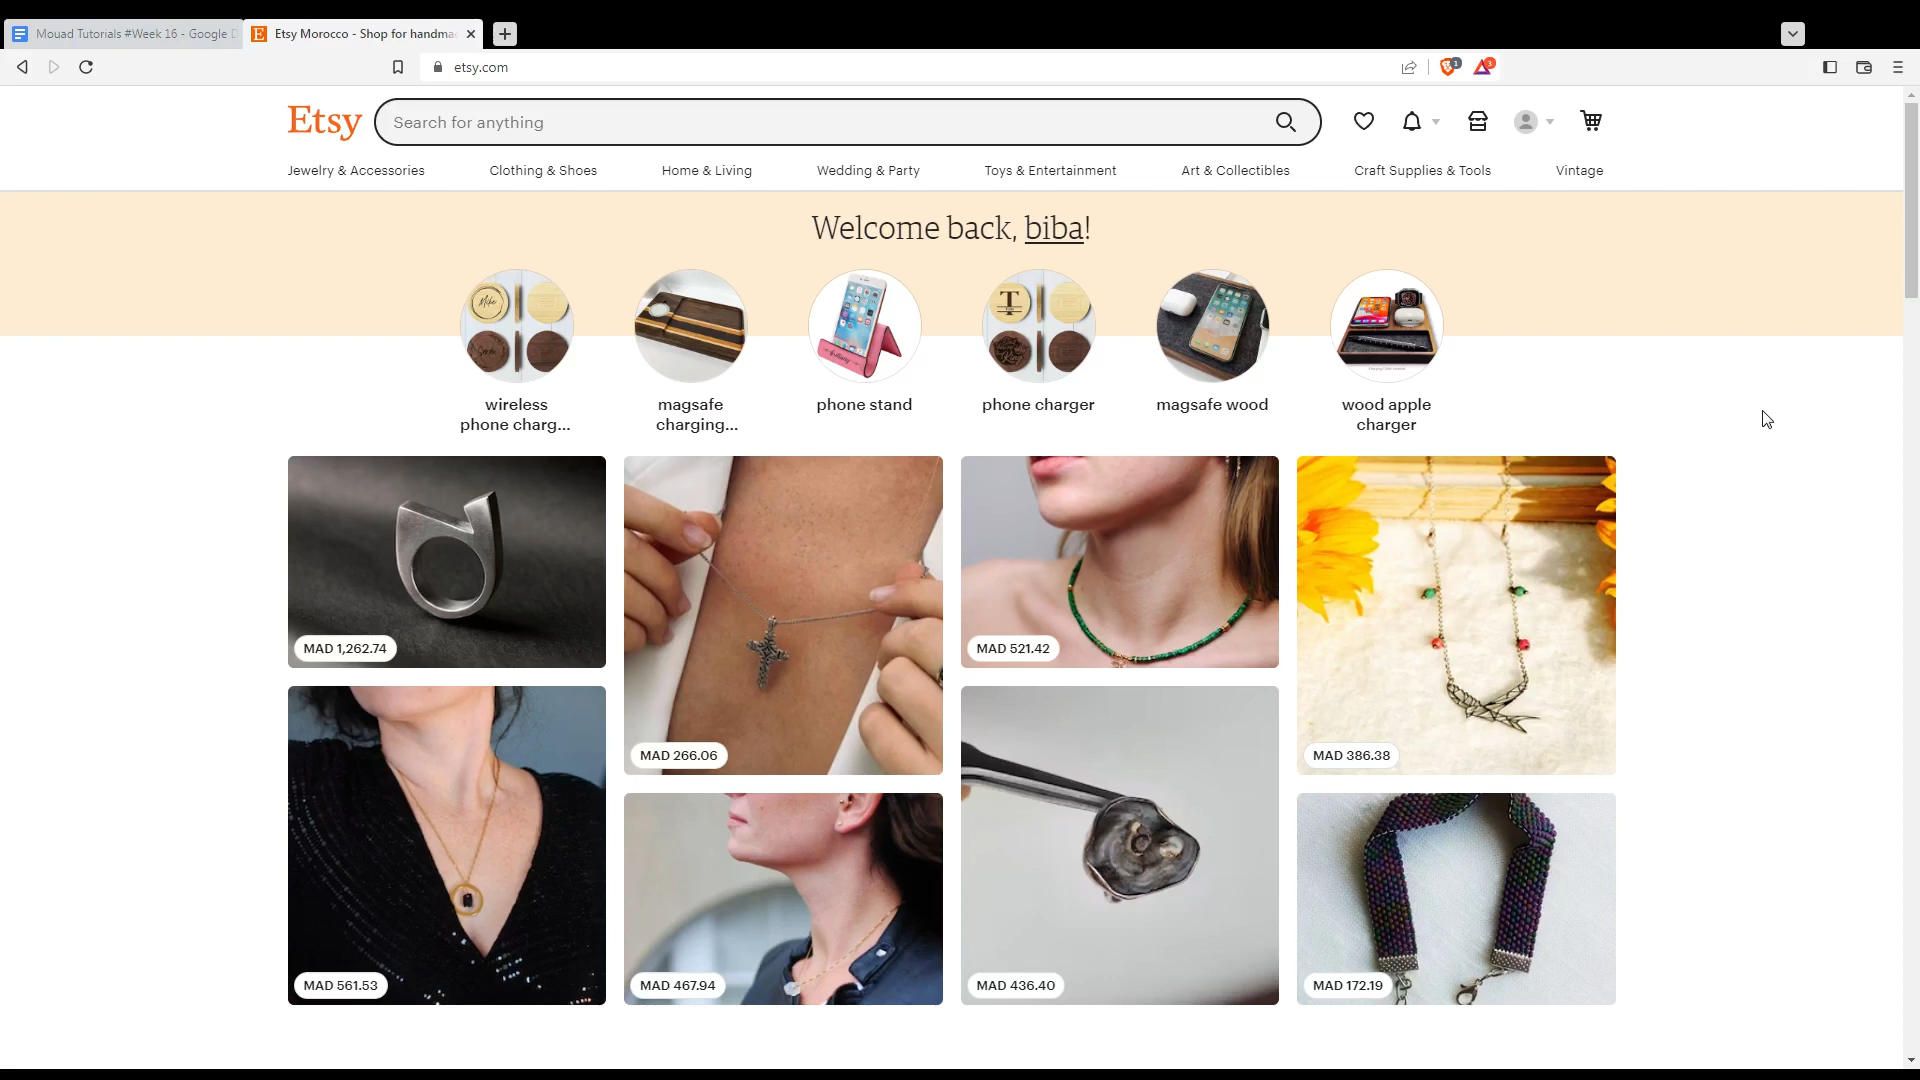 Mouad Tutorials #Week 16 - Google D
Etsy Morocco - Shop for handma
etsy.com
1
3
Etsy
Search for anything
Jewelry & Accessories
Clothing & Shoes
Home & Living
Wedding & Party
Toys & Entertainment
Art & Collectibles
Craft Supplies & Tools
Vintage
Welcome back, biba!
wireless
phone charg...
magsafe
charging...
phone stand
phone charger
magsafe wood
wood apple
charger
MAD 1,262.74
MAD 266.06
MAD 521.42
MAD 386.38
MAD 561.53
MAD 467.94
MAD 436.40
MAD 172.19